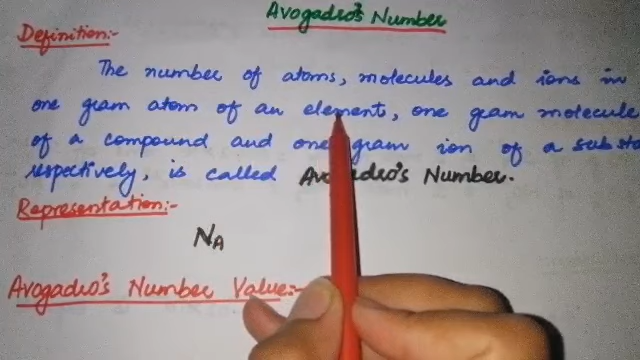 Avogadro's Number
Definition:-
The number of atoms, molecules and ions in
one gram atom of an element, one gram molecule
of a compound and one gram ion of a
respectively, is called Avogadro's Number.
Representation:-
NA
Avogadro's Number Value:-